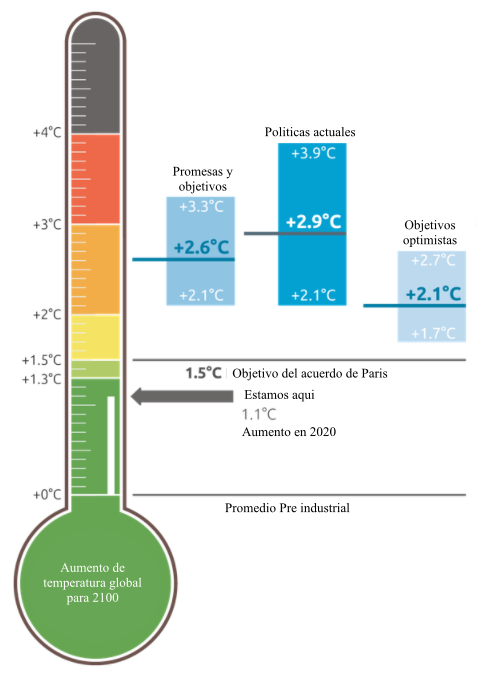 Politicas actuales
+4°C
+3.9°C
Promesas y
objetivos
+3.3°C
+3°C
+2.9°C
Objetivos
optimistas
+2.6°C
+2.7°C
+2.1°C
+2.1°C
+2.1°C
+2°C
+1.7°C
+1.5°C
1.5°C Objetivo del acuerdo de Paris
+1.3°C
Estamos aqui
1.1°C
Aumento en 2020
+0°C
Promedio Pre industrial
Aumento de
temperatura global
para 2100